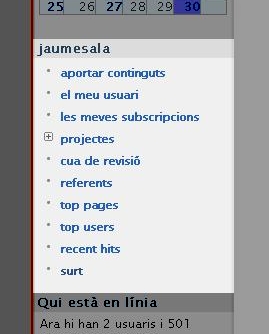 25 26 27 28 29 30
jaumesala
aportar continguts
el meu usuari
les meves subscripcions
projectes
cua de revisió
referents
top pages
top users
recent hits
surt
Qui està en línia
Ara hi han 2 usuaris i 501